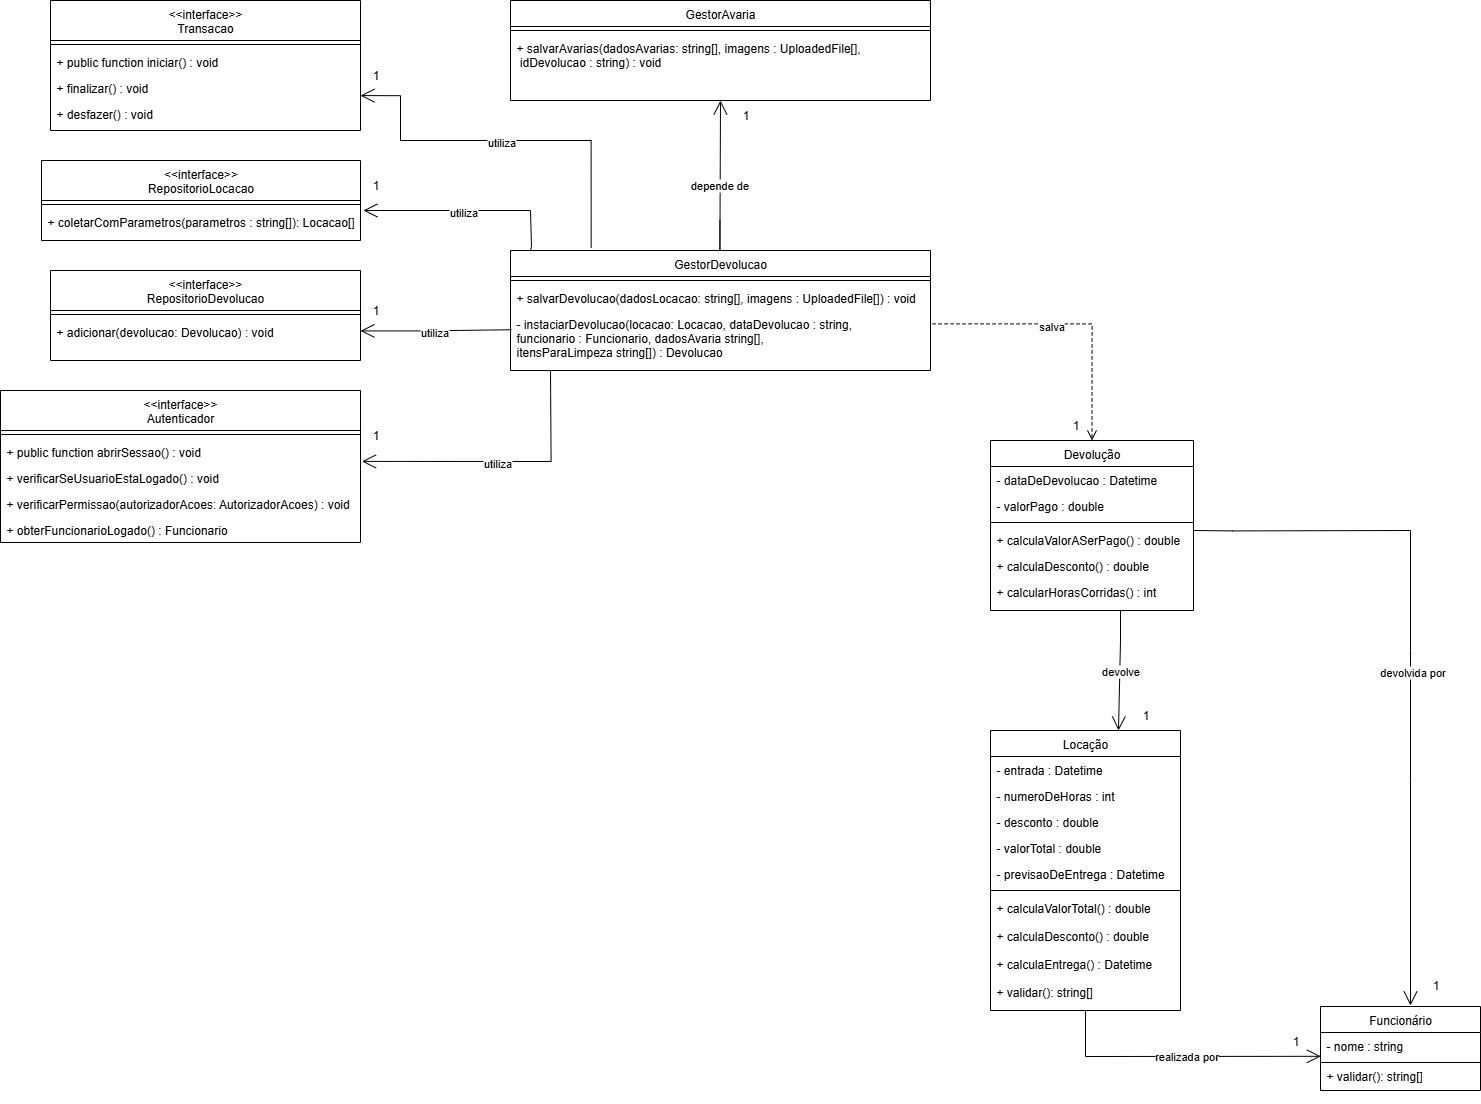 <<interface>>
Transacao
+ public function iniciar() : void
+ finalizar() : void
+ desfazer() : void
1
utiliza
GestorAvaria
+ salvarAvarias(dadosAvarias: string[], imagens : UploadedFile[],
idDevolucao : string) : void
1
depende de
<<interface>>
RepositorioLocacao
+ coletarComParametros(parametros : string[]): Locacao[]
1
utiliza
<<interface>>
RepositorioDevolucao
+ adicionar(devolucao: Devolucao) : void
1
utiliza
GestorDevolucao
+ salvarDevolucao(dadosLocacao: string[], imagens : UploadedFile[]) : void
- instaciarDevolucao(locacao: Locacao, dataDevolucao : string,
funcionario : Funcionario, dadosAvaria string[],
itensParaLimpeza string[]) : Devolucao
salva
<<interface>>
Autenticador
+ public function abrirSessao() : void
+ verificarSeUsuarioEstaLogado() : void
+ verificarPermissao(autorizadorAcoes: AutorizadorAcoes) : void
+ obterFuncionarioLogado() : Funcionario
1
utiliza
1
Devolução
- dataDeDevolucao : Datetime
- valorPago : double
+ calculaValorASerPago() : double
+ calculaDesconto() : double
+ calcularHorasCorridas() : int
devolve
devolvida por
1
Locação
- entrada : Datetime
- numeroDeHoras : int
- desconto : double
- valorTotal : double
- previsaoDeEntrega : Datetime
+ calculaValorTotal() : double
+ calculaDesconto() : double
+ calculaEntrega() : Datetime
+ validar(): string[]
1
realizada por
1
Funcionário
- nome : string
+ validar(): string[]